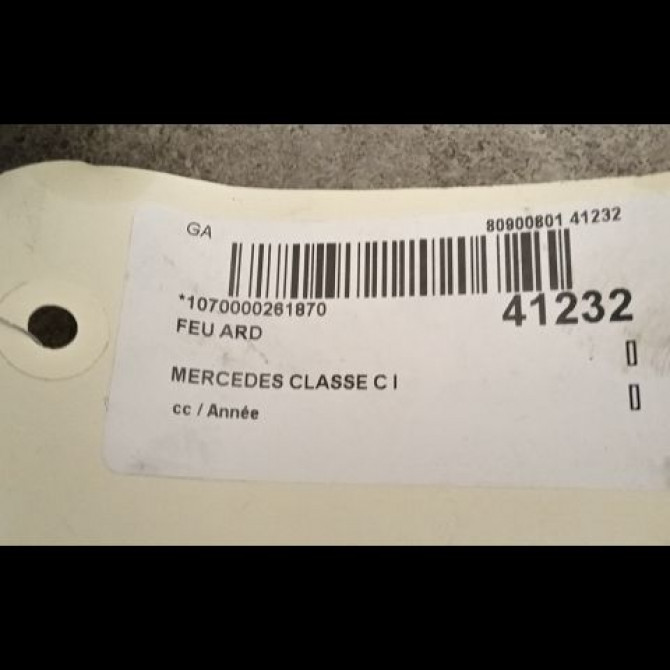 GA 80900801 41232
*1070000261870 41232
FEU ARD
MERCEDES CLASSE C I
cc / Année